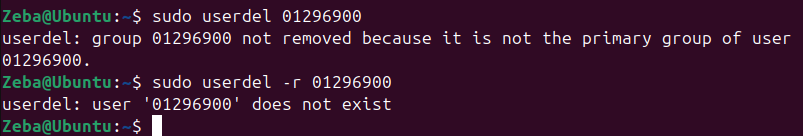 Zeba@Ubuntu:~$ sudo userdel 01296900
userdel: group 01296900 not removed because it is not the primary group of user
01296900.
Zeba@Ubuntu:~$ sudo userdel -r 01296900
userdel: user '01296900' does not exist
Zeba@Ubuntu:~$